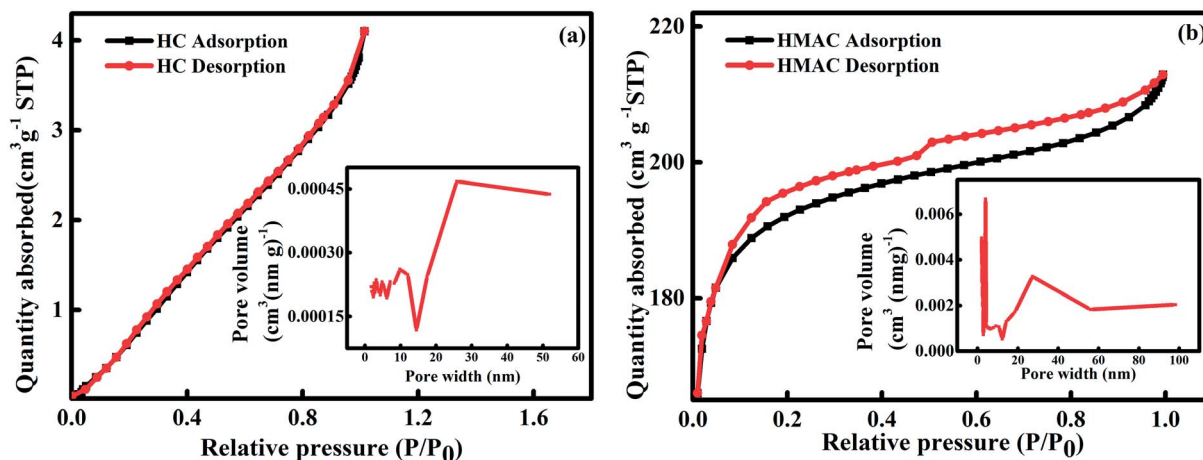 (a)
HC Adsorption
HC Desorption
Quantity absorbed(cm³g⁻¹ STP)
4
3
2
1
0.0 0.4 0.8 1.2 1.6
Relative pressure (P/P₀)
Pore volume
(cm³(nm g)⁻¹
0.00045
0.00030
0.00015
0 10 20 30 40 50 60
Pore width (nm)
(b)
HMAC Adsorption
HMAC Desorption
Quantity absorbed (cm³ g⁻¹STP)
220
200
180
0.0 0.2 0.4 0.6 0.8 1.0
Relative pressure (P/P₀)
Pore volume
(cm³ (nmg)⁻¹
0.006
0.004
0.002
0.000
0 20 40 60 80 100
Pore width (nm)